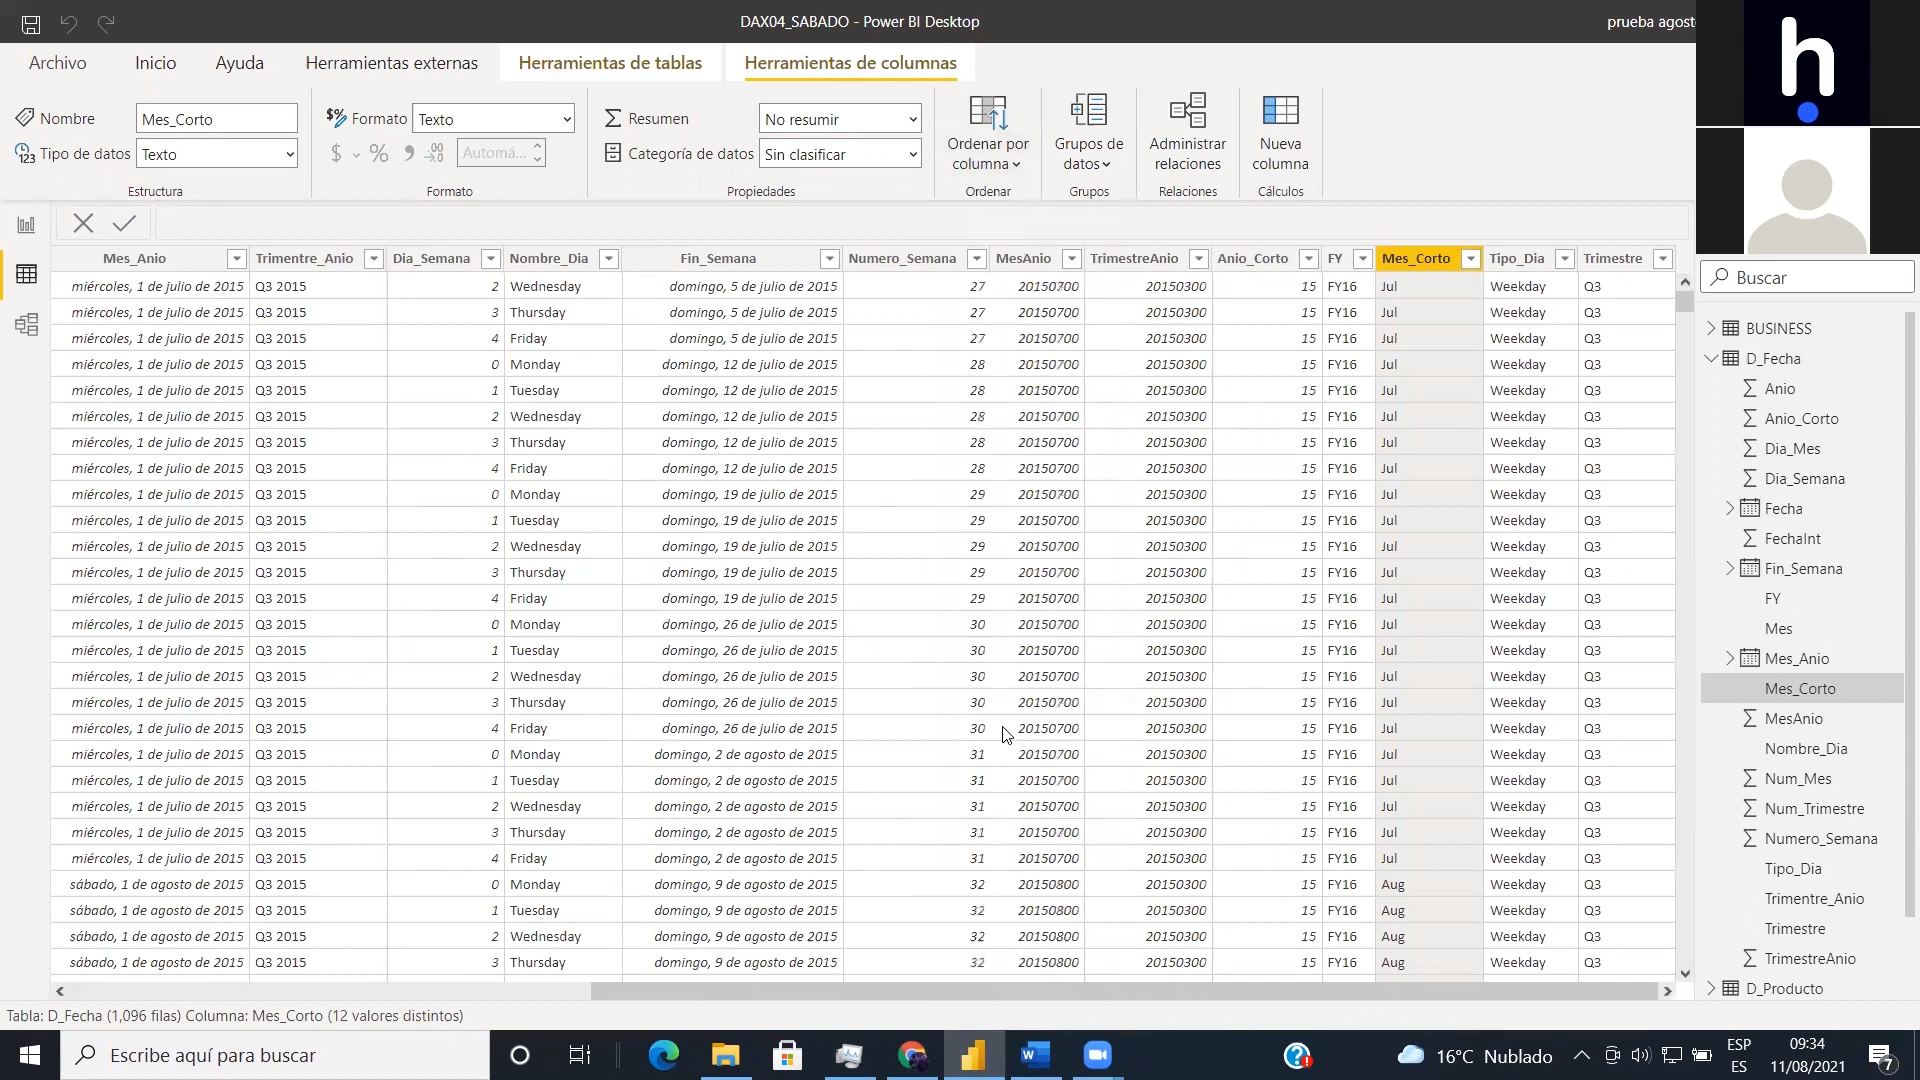 DAX04_SABADO - Power BI Desktop
prueba agost
h
Archivo Inicio Ayuda Herramientas externas Herramientas de tablas Herramientas de columnas
Nombre Mes_Corto
Tipo de datos Texto
Estructura
Formato Texto
$ % Automá...
Formato
Resumen No resumir
Categoría de datos Sin clasificar
Propiedades
Ordenar por columna
Ordenar
Grupos de datos
Grupos
Administrar relaciones
Relaciones
Nueva columna
Cálculos
Mes_Anio Trimentre_Anio Dia_Semana Nombre_Dia Fin_Semana Numero_Semana MesAnio TrimestreAnio Anio_Corto FY Mes_Corto Tipo_Dia Trimestre
miércoles, 1 de julio de 2015 Q3 2015 2 Wednesday domingo, 5 de julio de 2015 27 20150700 20150300 15 FY16 Jul Weekday Q3
miércoles, 1 de julio de 2015 Q3 2015 3 Thursday domingo, 5 de julio de 2015 27 20150700 20150300 15 FY16 Jul Weekday Q3
miércoles, 1 de julio de 2015 Q3 2015 4 Friday domingo, 5 de julio de 2015 27 20150700 20150300 15 FY16 Jul Weekday Q3
miércoles, 1 de julio de 2015 Q3 2015 0 Monday domingo, 12 de julio de 2015 28 20150700 20150300 15 FY16 Jul Weekday Q3
miércoles, 1 de julio de 2015 Q3 2015 1 Tuesday domingo, 12 de julio de 2015 28 20150700 20150300 15 FY16 Jul Weekday Q3
miércoles, 1 de julio de 2015 Q3 2015 2 Wednesday domingo, 12 de julio de 2015 28 20150700 20150300 15 FY16 Jul Weekday Q3
miércoles, 1 de julio de 2015 Q3 2015 3 Thursday domingo, 12 de julio de 2015 28 20150700 20150300 15 FY16 Jul Weekday Q3
miércoles, 1 de julio de 2015 Q3 2015 4 Friday domingo, 12 de julio de 2015 28 20150700 20150300 15 FY16 Jul Weekday Q3
miércoles, 1 de julio de 2015 Q3 2015 0 Monday domingo, 19 de julio de 2015 29 20150700 20150300 15 FY16 Jul Weekday Q3
miércoles, 1 de julio de 2015 Q3 2015 1 Tuesday domingo, 19 de julio de 2015 29 20150700 20150300 15 FY16 Jul Weekday Q3
miércoles, 1 de julio de 2015 Q3 2015 2 Wednesday domingo, 19 de julio de 2015 29 20150700 20150300 15 FY16 Jul Weekday Q3
miércoles, 1 de julio de 2015 Q3 2015 3 Thursday domingo, 19 de julio de 2015 29 20150700 20150300 15 FY16 Jul Weekday Q3
miércoles, 1 de julio de 2015 Q3 2015 4 Friday domingo, 19 de julio de 2015 29 20150700 20150300 15 FY16 Jul Weekday Q3
miércoles, 1 de julio de 2015 Q3 2015 0 Monday domingo, 26 de julio de 2015 30 20150700 20150300 15 FY16 Jul Weekday Q3
miércoles, 1 de julio de 2015 Q3 2015 1 Tuesday domingo, 26 de julio de 2015 30 20150700 20150300 15 FY16 Jul Weekday Q3
miércoles, 1 de julio de 2015 Q3 2015 2 Wednesday domingo, 26 de julio de 2015 30 20150700 20150300 15 FY16 Jul Weekday Q3
miércoles, 1 de julio de 2015 Q3 2015 3 Thursday domingo, 26 de julio de 2015 30 20150700 20150300 15 FY16 Jul Weekday Q3
miércoles, 1 de julio de 2015 Q3 2015 4 Friday domingo, 26 de julio de 2015 30 20150700 20150300 15 FY16 Jul Weekday Q3
miércoles, 1 de julio de 2015 Q3 2015 0 Monday domingo, 2 de agosto de 2015 31 20150700 20150300 15 FY16 Jul Weekday Q3
miércoles, 1 de julio de 2015 Q3 2015 1 Tuesday domingo, 2 de agosto de 2015 31 20150700 20150300 15 FY16 Jul Weekday Q3
miércoles, 1 de julio de 2015 Q3 2015 2 Wednesday domingo, 2 de agosto de 2015 31 20150700 20150300 15 FY16 Jul Weekday Q3
miércoles, 1 de julio de 2015 Q3 2015 3 Thursday domingo, 2 de agosto de 2015 31 20150700 20150300 15 FY16 Jul Weekday Q3
miércoles, 1 de julio de 2015 Q3 2015 4 Friday domingo, 2 de agosto de 2015 31 20150700 20150300 15 FY16 Jul Weekday Q3
sábado, 1 de agosto de 2015 Q3 2015 0 Monday domingo, 9 de agosto de 2015 32 20150800 20150300 15 FY16 Aug Weekday Q3
sábado, 1 de agosto de 2015 Q3 2015 1 Tuesday domingo, 9 de agosto de 2015 32 20150800 20150300 15 FY16 Aug Weekday Q3
sábado, 1 de agosto de 2015 Q3 2015 2 Wednesday domingo, 9 de agosto de 2015 32 20150800 20150300 15 FY16 Aug Weekday Q3
sábado, 1 de agosto de 2015 Q3 2015 3 Thursday domingo, 9 de agosto de 2015 32 20150800 20150300 15 FY16 Aug Weekday Q3
Buscar
BUSINESS
D_Fecha
Anio
Anio_Corto
Dia_Mes
Dia_Semana
Fecha
FechaInt
Fin_Semana
FY
Mes
Mes_Anio
Mes_Corto
MesAnio
Nombre_Dia
Num_Mes
Num_Trimestre
Numero_Semana
Tipo_Dia
Trimentre_Anio
Trimestre
TrimestreAnio
D_Producto
Tabla: D_Fecha (1,096 filas) Columna: Mes_Corto (12 valores distintos)
Escribe aquí para buscar
16°C Nublado
ESP
ES
09:34
11/08/2021
7